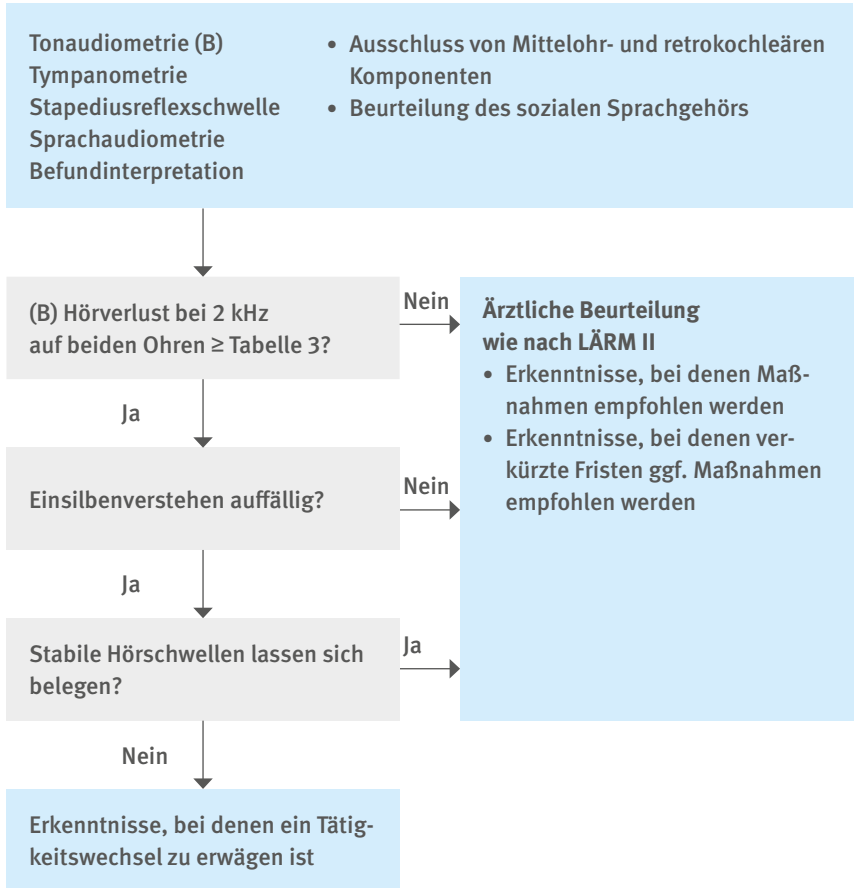 Tonaudiometrie (B)
Tympanometrie
Stapediusreflexschwelle
Sprachaudiometrie
Befundinterpretation
• Ausschluss von Mittelohr- und retrokochleären
Komponenten
• Beurteilung des sozialen Sprachgehörs
(B) Hörverlust bei 2 kHz
auf beiden Ohren ≥ Tabelle 3?
Nein
Ärztliche Beurteilung
wie nach LÄRM II
• Erkenntnisse, bei denen Maß-
nahmen empfohlen werden
• Erkenntnisse, bei denen ver-
kürzte Fristen ggf. Maßnahmen
empfohlen werden
Ja
Einsilbenverstehen auffällig?
Nein
Ja
Stabile Hörschwellen lassen sich
belegen?
Ja
Nein
Erkenntnisse, bei denen ein Tätig-
keitswechsel zu erwägen ist